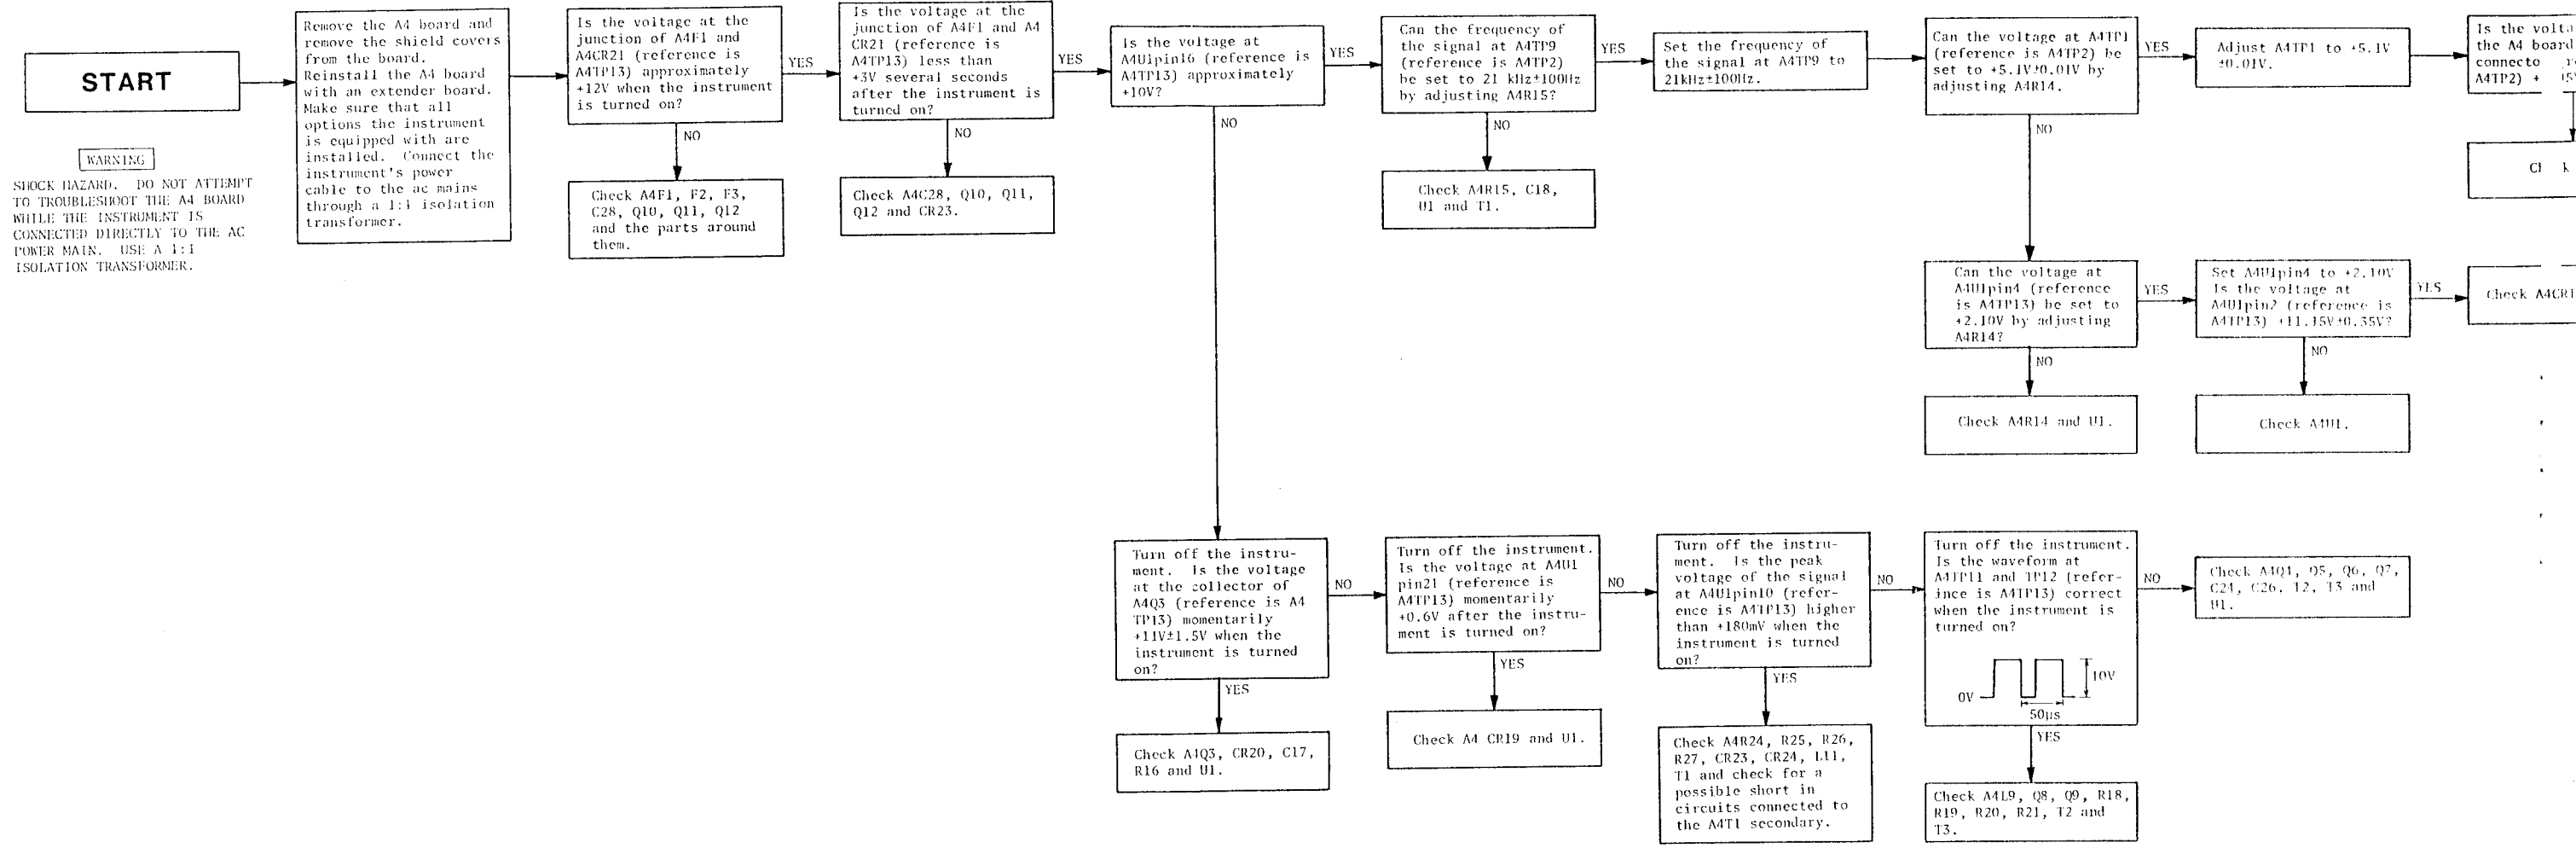 START
WARNING
SHOCK HAZARD. DO NOT ATTEMPT
TO TROUBLESHOOT THE A4 BOARD
WHILE THE INSTRUMENT IS
CONNECTED DIRECTLY TO THE AC
POWER MAIN. USE A 1:1
ISOLATION TRANSFORMER.
Remove the A4 board and
remove the shield covers
from the board.
Reinstall the A4 board
with an extender board.
Make sure that all
options the instrument
is equipped with are
installed. Connect the
instrument's power
cable to the ac mains
through a 1:1 isolation
transformer.
Is the voltage at the
junction of A4F1 and
A4CR21 (reference is
A4TP13) approximately
+12V when the instrument
is turned on?
YES
NO
Check A4F1, F2, F3,
C28, Q10, Q11, Q12
and the parts around
them.
Is the voltage at the
junction of A4F1 and A4
CR21 (reference is
A4TP13) less than
+3V several seconds
after the instrument is
turned on?
YES
NO
Check A4C28, Q10, Q11,
Q12 and CR23.
Is the voltage at
A4U1pin16 (reference is
A4TP13) approximately
+10V?
YES
NO
Can the frequency of
the signal at A4TP9
(reference is A4TP2)
be set to 21 kHz±100Hz
by adjusting A4R15?
YES
NO
Check A4R15, C18,
U1 and T1.
Set the frequency of
the signal at A4TP9 to
21kHz±100Hz.
Can the voltage at A4TP1
(reference is A4TP2) be
set to +5.1V±0.01V by
adjusting A4R14.
YES
NO
Adjust A4TP1 to +5.1V
±0.01V.
Is the volta
the A4 board
connecto
A4TP2) +
Can the voltage at
A4U1pin4 (reference
is A4TP13) be set to
+2.10V by adjusting
A4R14?
YES
NO
Check A4R14 and U1.
Set A4U1pin4 to +2.10V
Is the voltage at
A4U1pin2 (reference is
A4TP13) +11.15V±0.35V?
YES
NO
Check A4U1.
Check A4CR1
Turn off the instru-
ment. Is the voltage
at the collector of
A4Q3 (reference is A4
TP13) momentarily
+11V±1.5V when the
instrument is turned
on?
NO
YES
Check A4Q3, CR20, C17,
R16 and U1.
Turn off the instrument.
Is the voltage at A4U1
pin21 (reference is
A4TP13) momentarily
+0.6V after the instru-
ment is turned on?
NO
YES
Check A4 CR19 and U1.
Turn off the instru-
ment. Is the peak
voltage of the signal
at A4U1pin10 (refer-
ence is A4TP13) higher
than +180mV when the
instrument is turned
on?
NO
YES
Check A4R24, R25, R26,
R27, CR23, CR24, L11,
T1 and check for a
possible short in
circuits connected to
the A4T1 secondary.
Turn off the instrument.
Is the waveform at
A4TP11 and TP12 (refer-
ince is A4TP13) correct
when the instrument is
turned on?
0V
10V
50µs
NO
YES
Check A4L9, Q8, Q9, R18,
R19, R20, R21, T2 and
T3.
Check A4Q4, Q5, Q6, Q7,
C24, C26, T2, T3 and
U1.